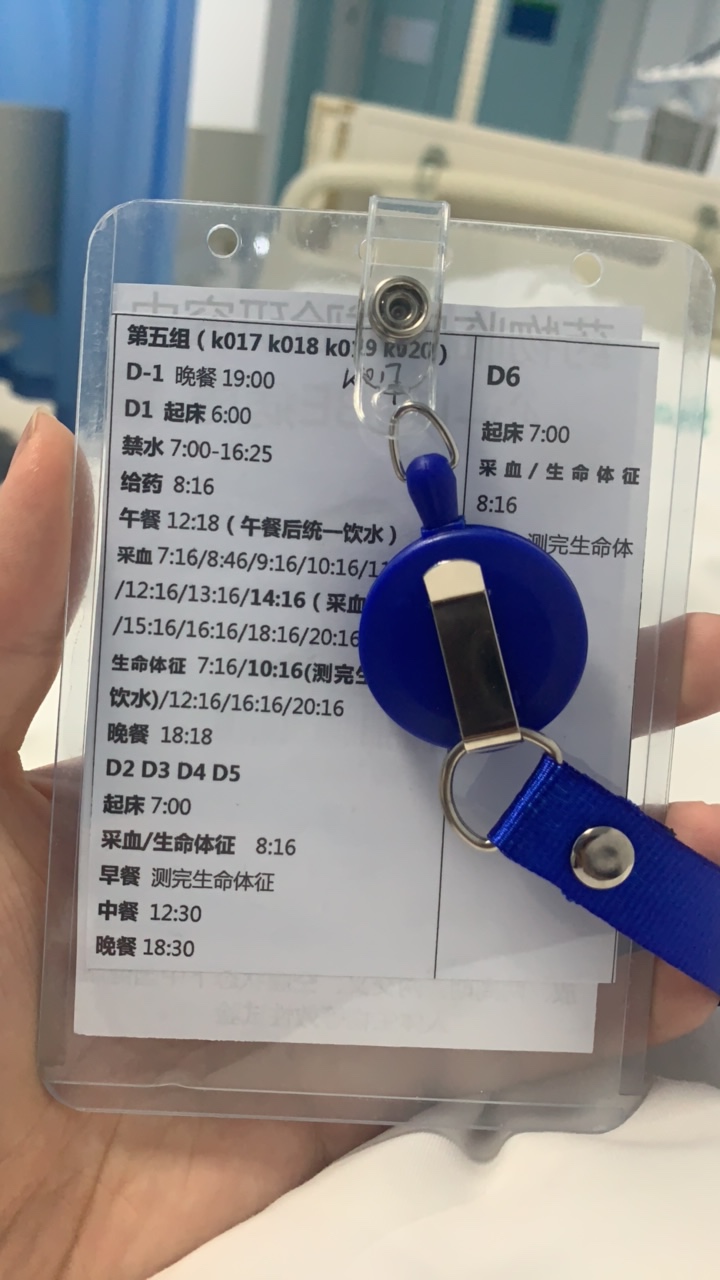 第五组（k017 k018 k019 k020）
D-1 晚餐 19:00
D1 起床 6:00
禁水 7:00-16:25
给药 8:16
午餐 12:18（午餐后统一饮水）
采血 7:16/8:46/9:16/10:16/11
/12:16/13:16/14:16（采血
/15:16/16:16/18:16/20:16
生命体征 7:16/10:16(测完生
饮水)/12:16/16:16/20:16
晚餐 18:18
D2 D3 D4 D5
起床 7:00
采血/生命体征 8:16
早餐 测完生命体征
中餐 12:30
晚餐 18:30
D6
起床 7:00
采血/生命体征
8:16
测完生命体